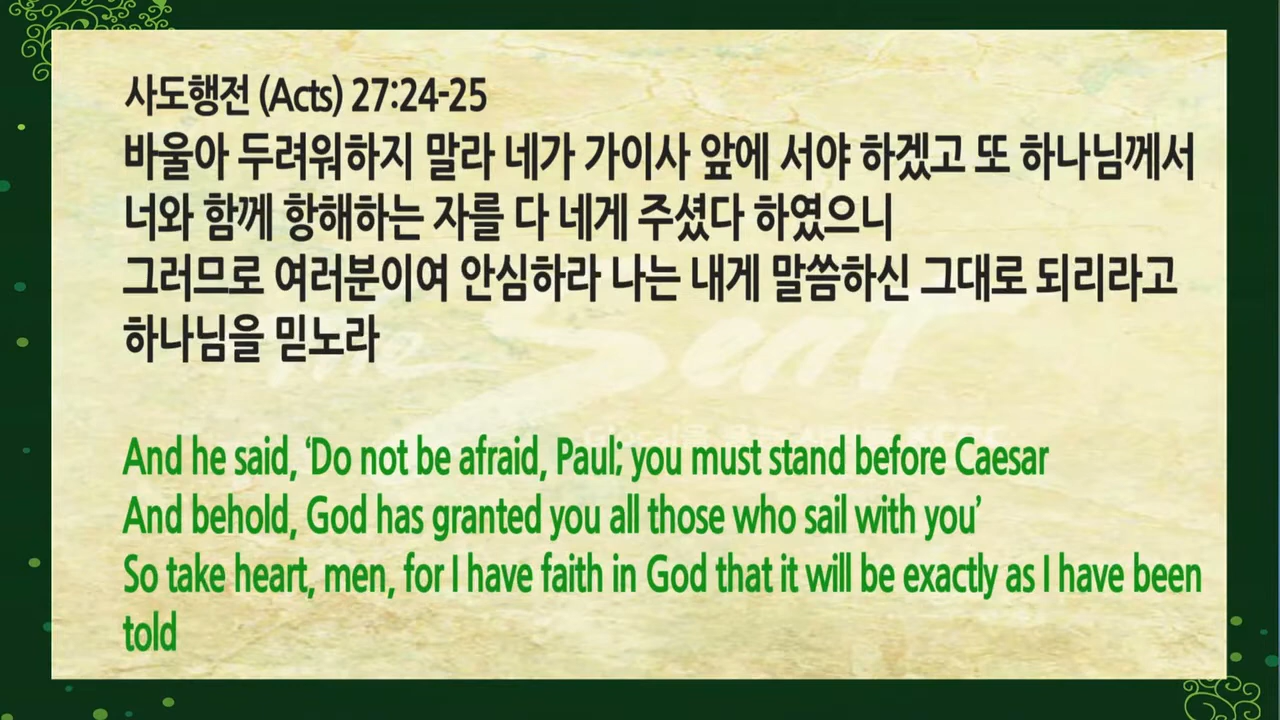 사도행전 (Acts) 27:24-25
바울아 두려워하지 말라 네가 가이사 앞에 서야 하겠고 또 하나님께서
너와 함께 항해하는 자를 다 네게 주셨다 하였으니
그러므로 여러분이여 안심하라 나는 내게 말씀하신 그대로 되리라고
하나님을 믿노라
And he said, ‘Do not be afraid, Paul; you must stand before Caesar
And behold, God has granted you all those who sail with you’
So take heart, men, for I have faith in God that it will be exactly as I have been
told